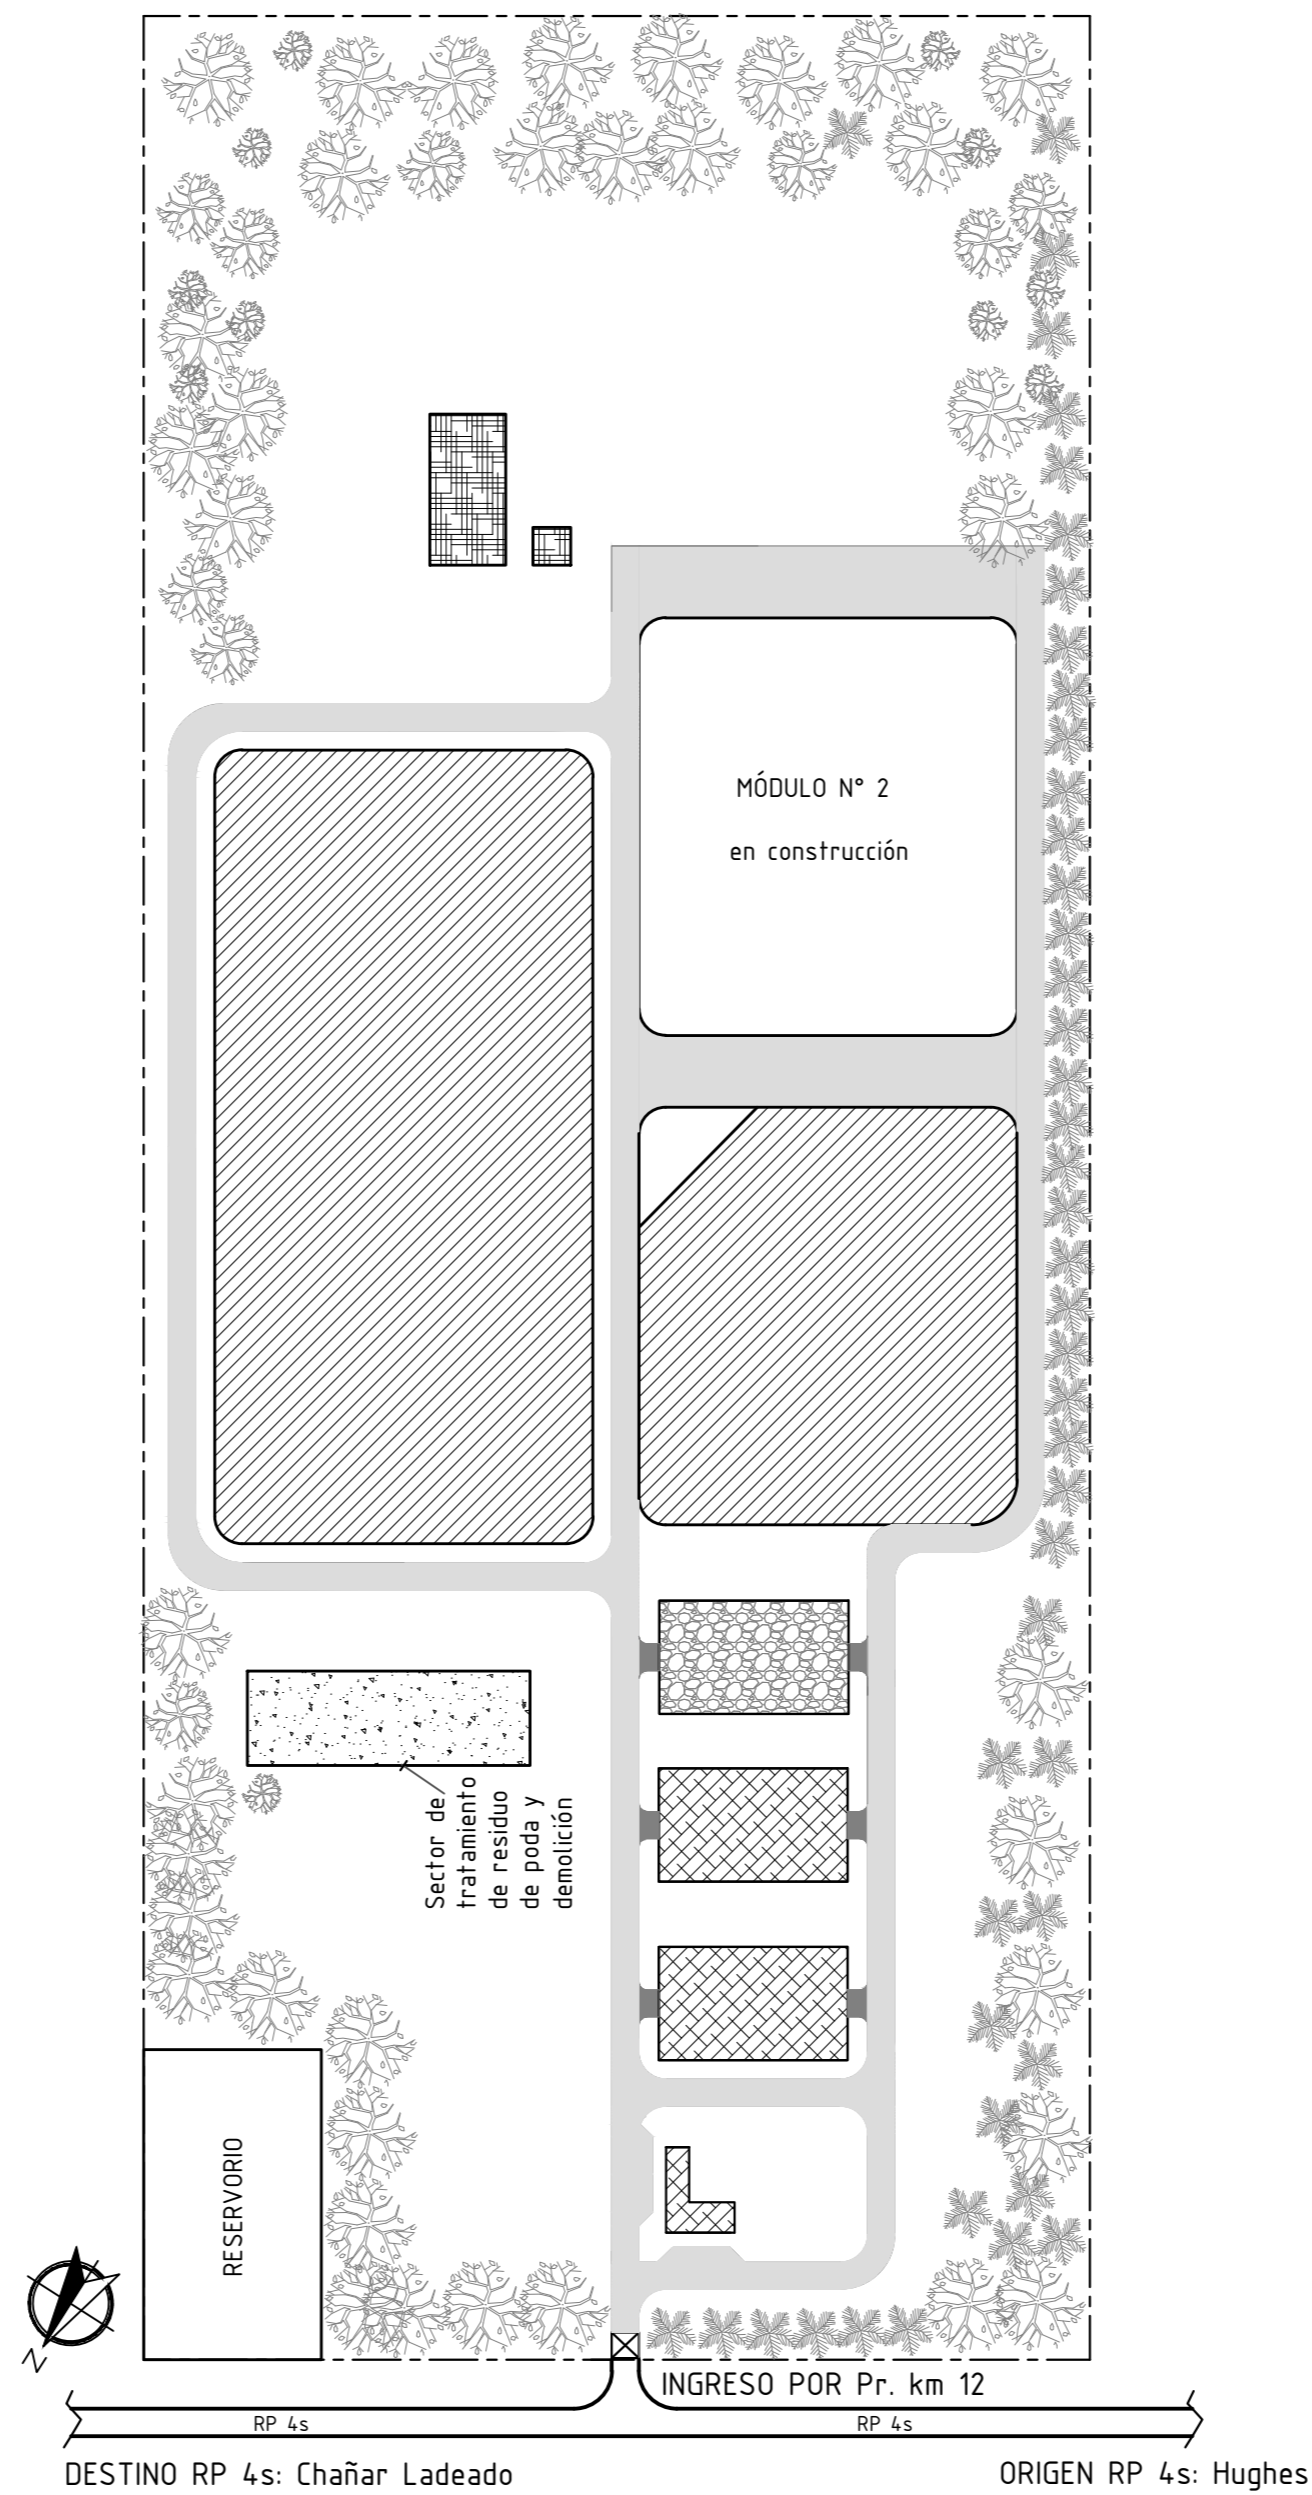 MÓDULO N° 2
en construcción
Sector de
tratamiento
de residuo
de poda y
demolición
RESERVORIO
N
INGRESO POR Pr. km 12
RP 4s
RP 4s
DESTINO RP 4s: Chañar Ladeado
ORIGEN RP 4s: Hughes